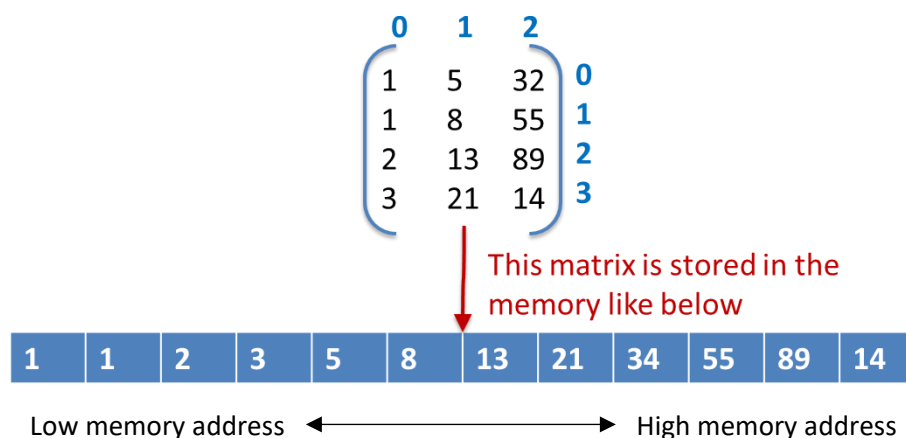 0 1 2
1 5 32 0
1 8 55 1
2 13 89 2
3 21 14 3
This matrix is stored in the
memory like below
1 1 2 3 5 8 13 21 34 55 89 14
Low memory address High memory address